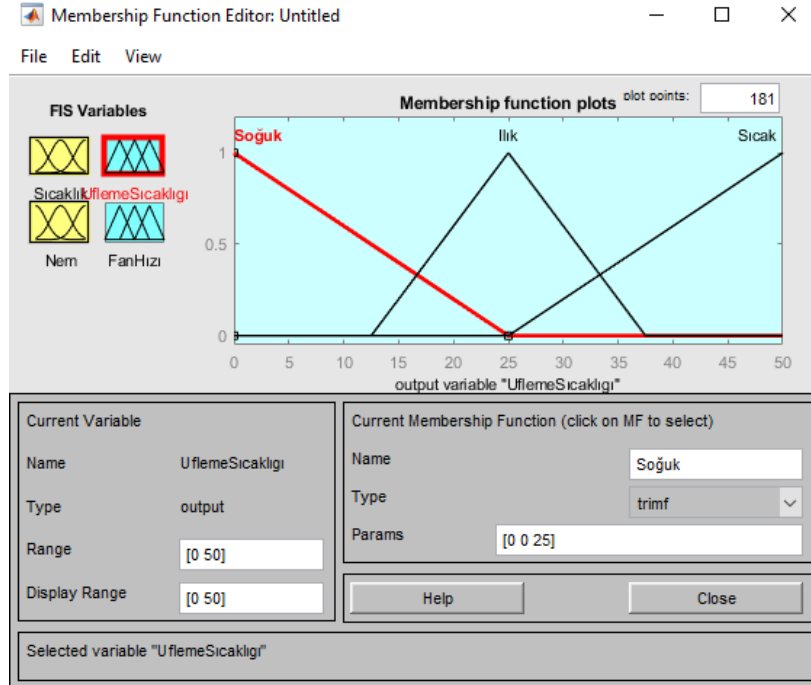 Membership Function Editor: Untitled
File Edit View
FIS Variables
Sıcaklık
UflemeSıcaklıgı
Nem
FanHızı
Membership function plots
plot points:
181
Soğuk
Ilık
Sıcak
1
0.5
0
0 5 10 15 20 25 30 35 40 45 50
output variable "UflemeSıcaklıgı"
Current Variable
Name UflemeSıcaklıgı
Type output
Range [0 50]
Display Range [0 50]
Current Membership Function (click on MF to select)
Name Soğuk
Type trimf
Params [0 0 25]
Help Close
Selected variable "UflemeSıcaklıgı"